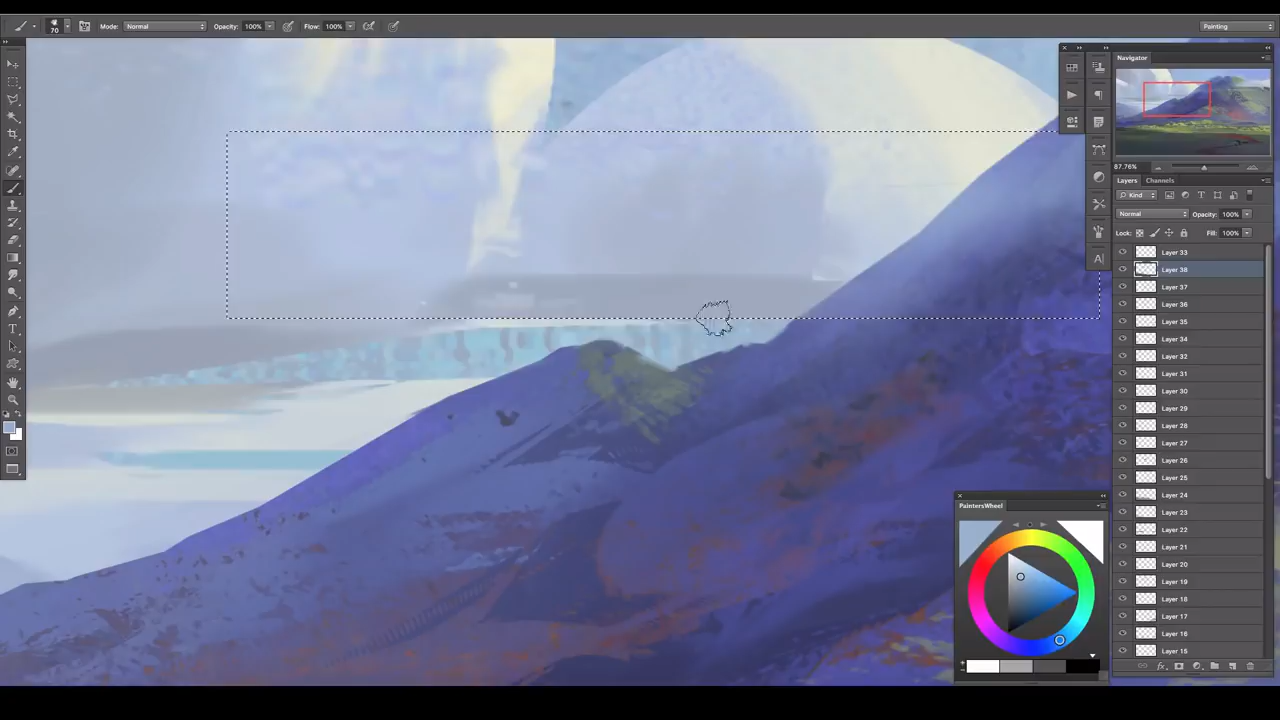 70 Mode: Normal Opacity: 100% Flow: 100% Painting
Navigator
87.76%
Layers Channels
Kind
Normal Opacity: 100%
Lock: Fill: 100%
Layer 33
Layer 38
Layer 37
Layer 36
Layer 35
Layer 34
Layer 32
Layer 31
Layer 30
Layer 29
Layer 28
Layer 27
Layer 26
Layer 25
Layer 24
Layer 23
Layer 22
Layer 21
Layer 20
Layer 19
Layer 18
Layer 17
Layer 16
Layer 15
PaintersWheel